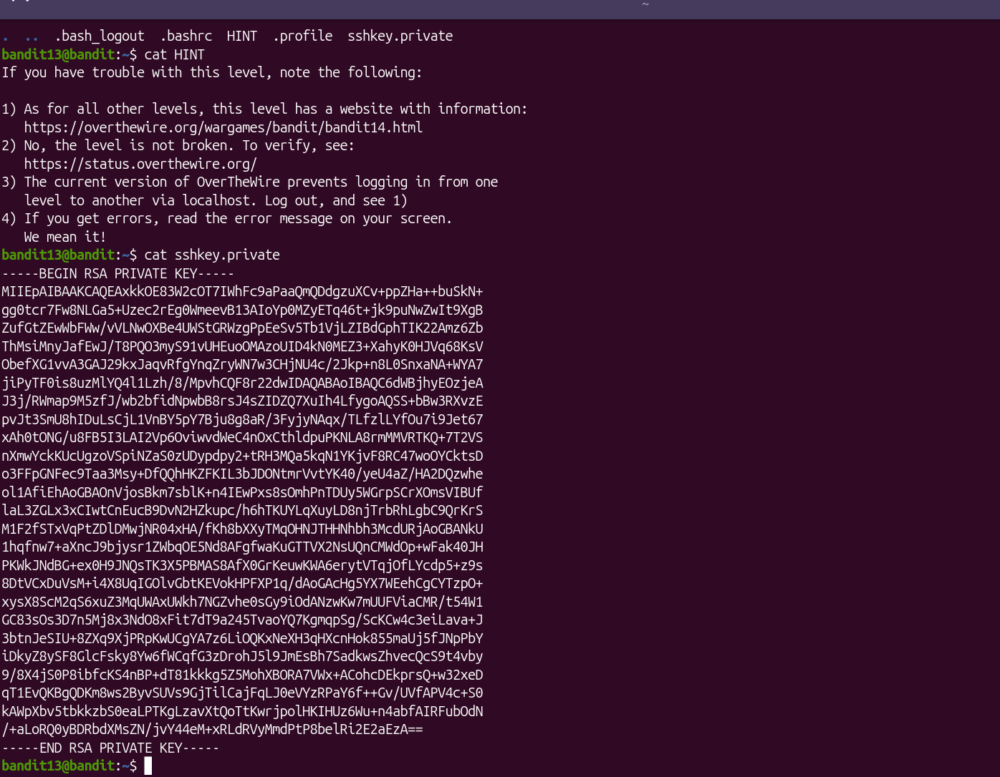 ~
. .. .bash_logout .bashrc HINT .profile sshkey.private
bandit13@bandit:~$ cat HINT
If you have trouble with this level, note the following:
1) As for all other levels, this level has a website with information:
https://overthewire.org/wargames/bandit/bandit14.html
2) No, the level is not broken. To verify, see:
https://status.overthewire.org/
3) The current version of OverTheWire prevents logging in from one
level to another via localhost. Log out, and see 1)
4) If you get errors, read the error message on your screen.
We mean it!
bandit13@bandit:~$ cat sshkey.private
-----BEGIN RSA PRIVATE KEY-----
MIIEpAIBAAKCAQEAxkkOE83W2cOT7IWhFc9aPaaQmQDdgzuXCv+ppZHa++buSkN+
gg0tcr7Fw8NLGa5+Uzec2rEg0WmeevB13AIoYp0MZyETq46t+jk9puNwZwIt9XgB
ZufGtZEwWbFWw/vVLNwOXBe4UWStGRWzgPpEeSv5Tb1VjLZIBdGphTIK22Amz6Zb
ThMsiMnyJafEwJ/T8PQO3myS91vUHEuoOMAzoUID4kN0MEZ3+XahyK0HJVq68KsV
ObefXG1vvA3GAJ29kxJaqvRfgYnqZryWN7w3CHjNU4c/2Jkp+n8L0SnxaNA+WYA7
jiPyTF0is8uzMlYQ4l1Lzh/8/MpvhCQF8r22dwIDAQABAoIBAQC6dWBjhyEOzjeA
J3j/RWmap9M5zfJ/wb2bfidNpwbB8rsJ4sZIDZQ7XuIh4LfygoAQSS+bBw3RXvzE
pvJt3SmU8hIDuLsCjL1VnBY5pY7Bju8g8aR/3FyjyNAqx/TLfzlLYfOu7i9Jet67
xAh0tONG/u8FB5I3LAI2Vp6OviwvdWeC4nOxCthldpuPKNLA8rmMMVRTKQ+7T2VS
nXmwYckKUcUgzoVSpiNZaS0zUDypdpy2+tRH3MQa5kqN1YKjvF8RC47woOYCktsD
o3FFpGNFec9Taa3Msy+DfQQhHKZFKIL3bJDONtmrVvtYK40/yeU4aZ/HA2DQzwhe
ol1AfiEhAoGBAOnVjosBkm7sblK+n4IEwPxs8sOmhPnTDUy5WGrpSCrXOmsVIBUf
laL3ZGLx3xCIwtCnEucB9DvN2HZkupc/h6hTKUYLqXuyLD8njTrbRhLgbC9QrKrS
M1F2fSTxVqPtZDlDMwjNR04xHA/fKh8bXXyTMqOHNJTHHNhbh3McdURjAoGBANkU
1hqfnw7+aXncJ9bjysr1ZWbqOE5Nd8AFgfwaKuGTTVX2NsUQnCMWdOp+wFak40JH
PKWkJNdBG+ex0H9JNQsTK3X5PBMAS8AfX0GrKeuwKWA6erytVTqjOfLYcdp5+z9s
8DtVCxDuVsM+i4X8UqIGOlvGbtKEVokHPFXP1q/dAoGAcHg5YX7WEehCgCYTzpO+
xysX8ScM2qS6xuZ3MqUWAxUWkh7NGZvhe0sGy9iOdANzwKw7mUUFViaCMR/t54W1
GC83sOs3D7n5Mj8x3NdO8xFit7dT9a245TvaoYQ7KgmqpSg/ScKCw4c3eiLava+J
3btnJeSIU+8ZXq9XjPRpKwUCgYA7z6LiOQKxNeXH3qHXcnHok855maUj5fJNpPbY
iDkyZ8ySF8GlcFsky8Yw6fWCqfG3zDrohJ5l9JmEsBh7SadkwsZhvecQcS9t4vby
9/8X4jS0P8ibfcKS4nBP+dT81kkkg5Z5MohXBORA7VWx+ACohcDEkprsQ+w32xeD
qT1EvQKBgQDKm8ws2ByvSUVs9GjTilCajFqLJ0eVYzRPaY6f++Gv/UVfAPV4c+S0
kAWpXbv5tbkkzbS0eaLPTKgLzavXtQoTtKwrjpolHKIHUz6Wu+n4abfAIRFubOdN
/+aLoRQ0yBDRbdXMsZN/jvY44eM+xRLdRVyMmdPtP8belRi2E2aEzA==
-----END RSA PRIVATE KEY-----
bandit13@bandit:~$